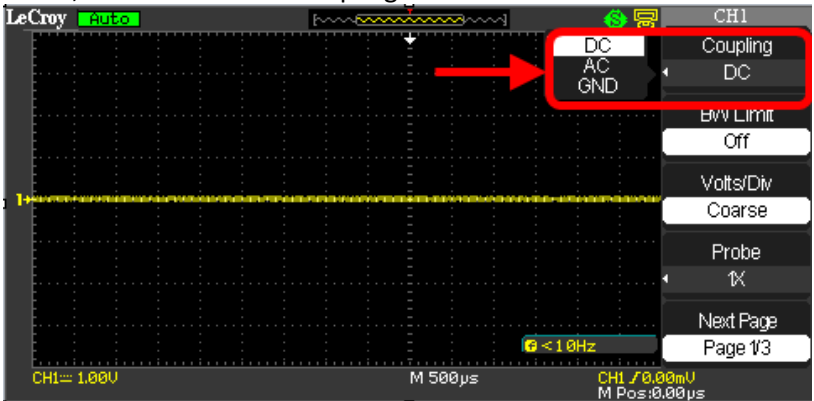 LeCroy Auto CH1
DC Coupling
AC DC
GND
BW Limit
Off
Volts/Div
1 Coarse
Probe
1X
Next Page
f <10Hz Page 1/3
CH1 1.00V M 500µs CH1 0.00mV
M Pos:0.00µs